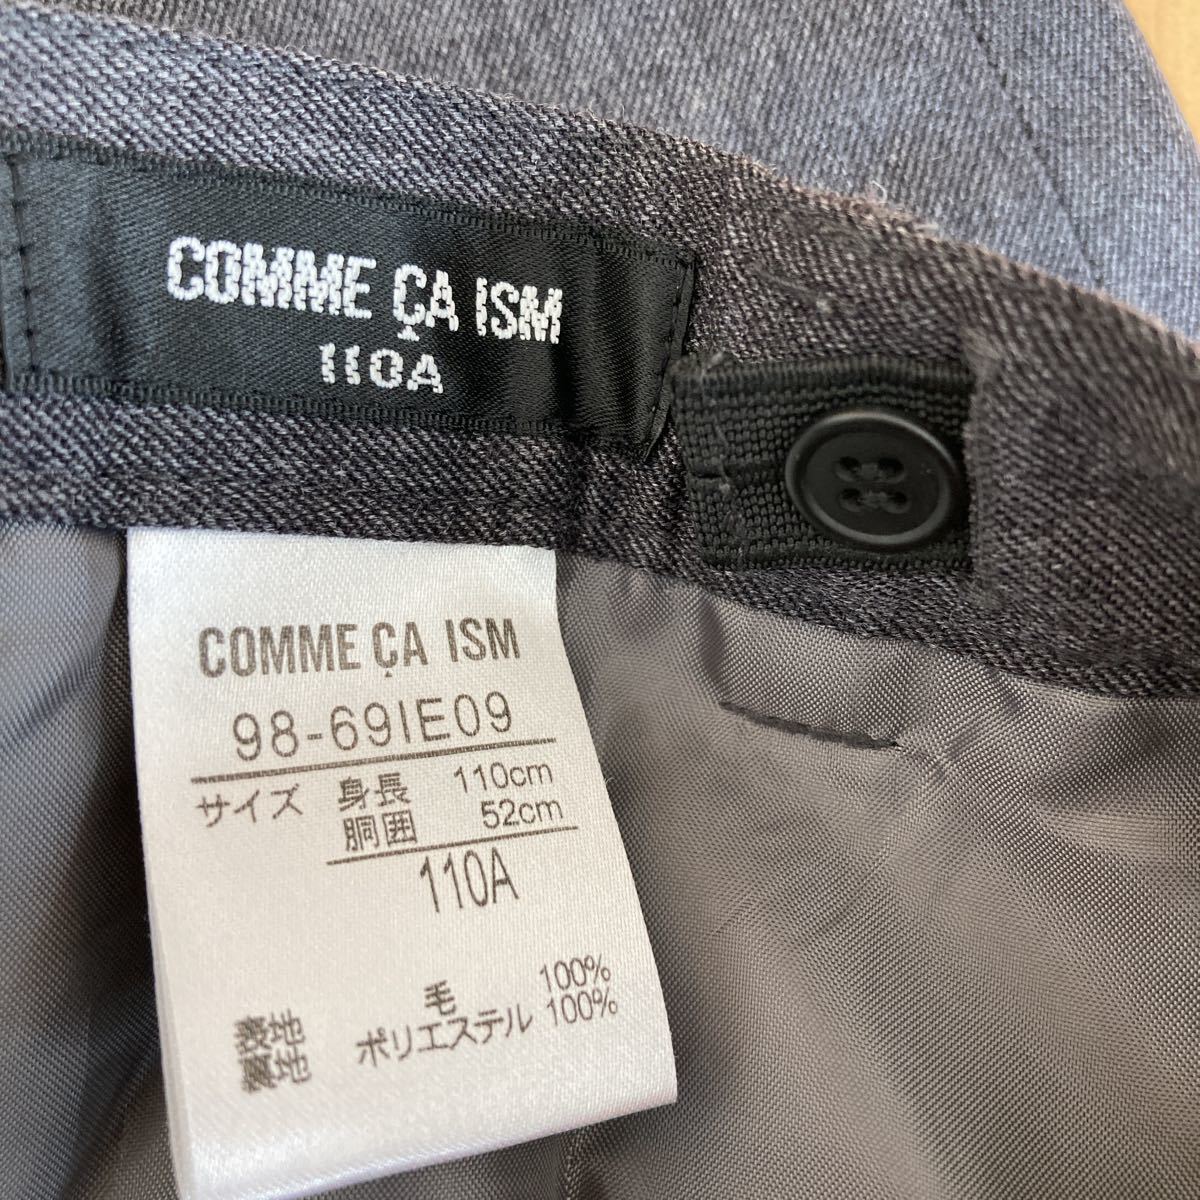 COMME ÇA ISM
110A
COMME ÇA ISM
98-69IE09
サイズ 身長 110cm
胴囲 52cm
110A
表地 毛 100%
裏地 ポリエステル 100%